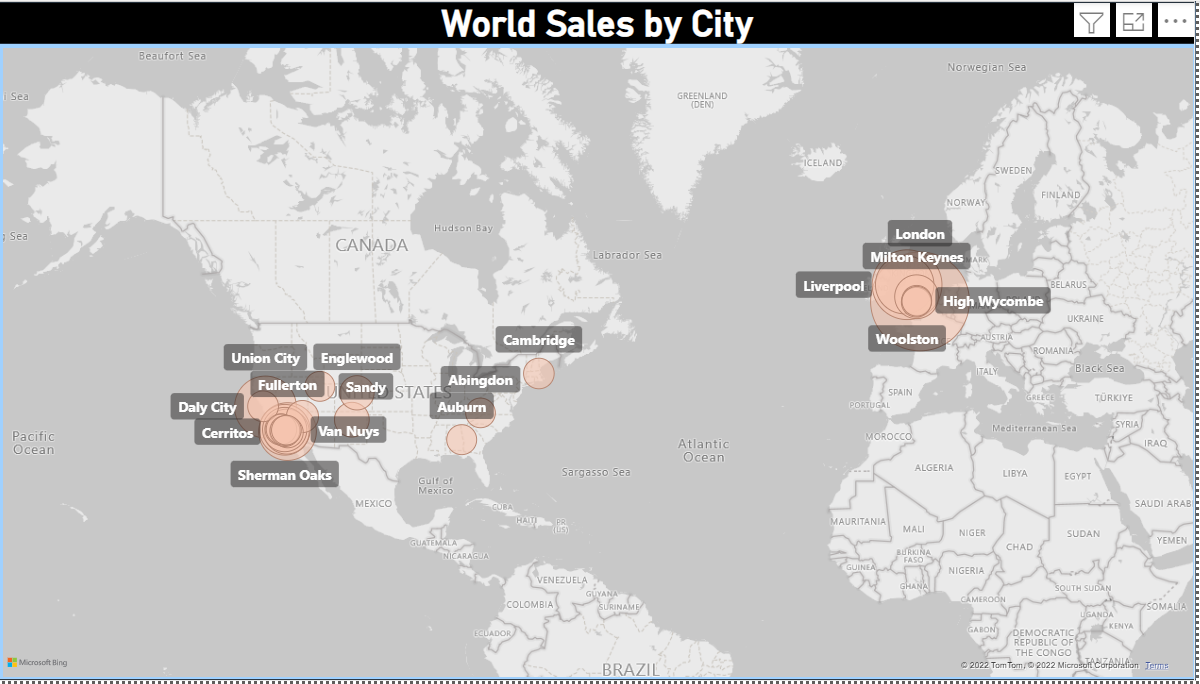 World Sales by City
Beaufort Sea
Norwegian Sea
i Sea
GREENLAND
(DEN)
ICELAND
SWEDEN
FINLAND
NORWAY
g Sea
Hudson Bay
CANADA
Labrador Sea
London
Milton Keynes
MARK
Liverpool
High Wycombe
BELARUS
UKRAINE
Woolston
AUSTRIA
ROMANIA
Cambridge
Union City
Englewood
Abingdon
Fullerton
Sandy
UNITED STATES
ITALY
Black Sea
SPAIN
PORTUGAL
GREECE
TÜRKIYE
Daly City
Auburn
Cerritos
Van Nuys
Mediterranean Sea
SYRIA
IRAQ
Pacific
Ocean
Atlantic
Ocean
MOROCCO
Sherman Oaks
Sargasso Sea
ALGERIA
LIBYA
EGYPT
Gulf of
Mexico
MEXICO
SAUDI ARAB
CUBA
HAITI
PR
(US)
MAURITANIA
MALI
NIGER
CHAD
SUDAN
YEMEN
GUATEMALA
NICARAGUA
BURKINA
FASO
GUINEA
GHANA
NIGERIA
VENEZUELA
GUYANA
SURINAME
COLOMBIA
CAMEROON
SOUTH SUDAN
SOMALIA
UGANDA
KENYA
ECUADOR
GABON
DEMOCRATIC
REPUBLIC OF
THE CONGO
TANZANIA
BRAZIL
Microsoft Bing
© 2022 TomTom, © 2022 Microsoft Corporation Terms